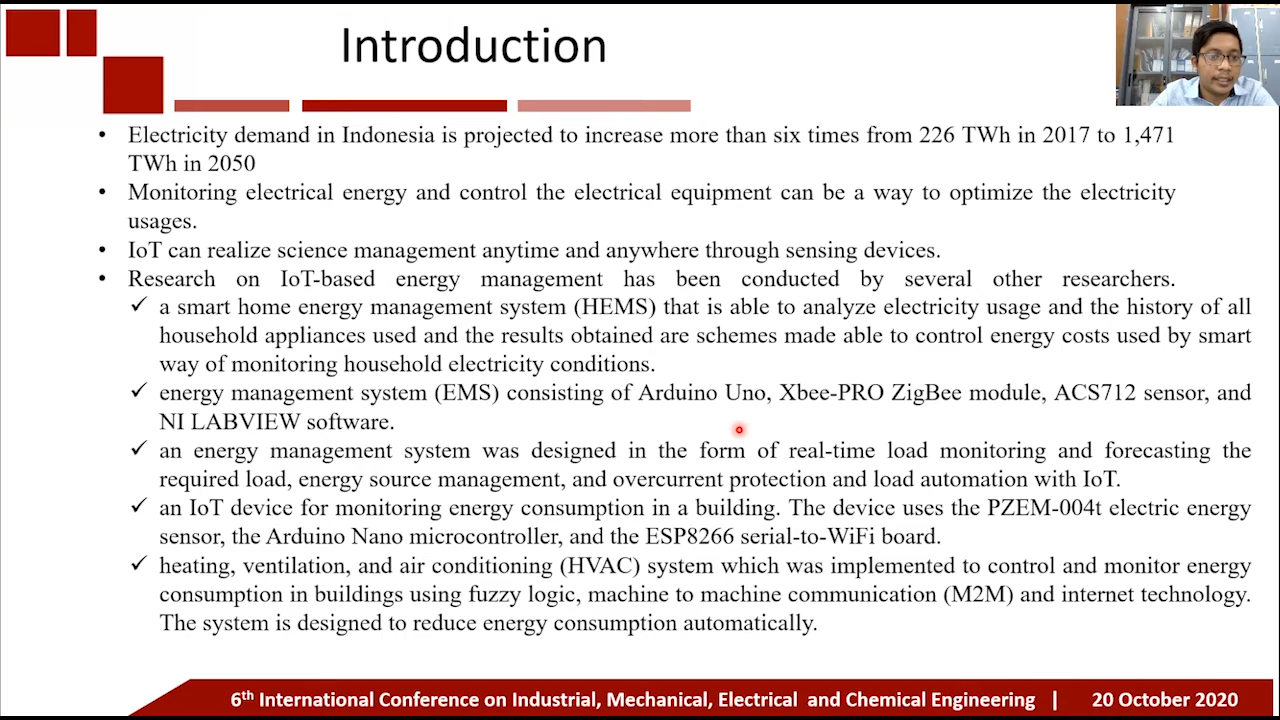 Introduction
• Electricity demand in Indonesia is projected to increase more than six times from 226 TWh in 2017 to 1,471
TWh in 2050
• Monitoring electrical energy and control the electrical equipment can be a way to optimize the electricity
usages.
• IoT can realize science management anytime and anywhere through sensing devices.
• Research on IoT-based energy management has been conducted by several other researchers.
✓ a smart home energy management system (HEMS) that is able to analyze electricity usage and the history of all
household appliances used and the results obtained are schemes made able to control energy costs used by smart
way of monitoring household electricity conditions.
✓ energy management system (EMS) consisting of Arduino Uno, Xbee-PRO ZigBee module, ACS712 sensor, and
NI LABVIEW software.
✓ an energy management system was designed in the form of real-time load monitoring and forecasting the
required load, energy source management, and overcurrent protection and load automation with IoT.
✓ an IoT device for monitoring energy consumption in a building. The device uses the PZEM-004t electric energy
sensor, the Arduino Nano microcontroller, and the ESP8266 serial-to-WiFi board.
✓ heating, ventilation, and air conditioning (HVAC) system which was implemented to control and monitor energy
consumption in buildings using fuzzy logic, machine to machine communication (M2M) and internet technology.
The system is designed to reduce energy consumption automatically.
6th International Conference on Industrial, Mechanical, Electrical and Chemical Engineering | 20 October 2020